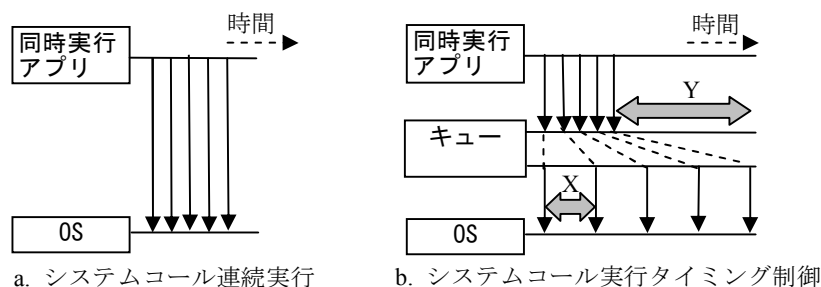 時間
同時実行
アプリ
OS
a. システムコール連続実行
時間
同時実行
アプリ
Y
キュー
X
OS
b. システムコール実行タイミング制御